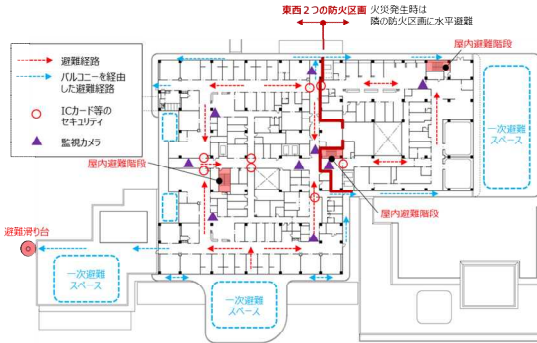 東西２つの防火区画
火災発生時は
隣の防火区画に水平避難
避難経路
バルコニーを経由
した避難経路
ICカード等の
セキュリティ
監視カメラ
屋内避難階段
一次避難
スペース
屋内避難階段
屋内避難階段
避難滑り台
一次避難
スペース
一次避難
スペース